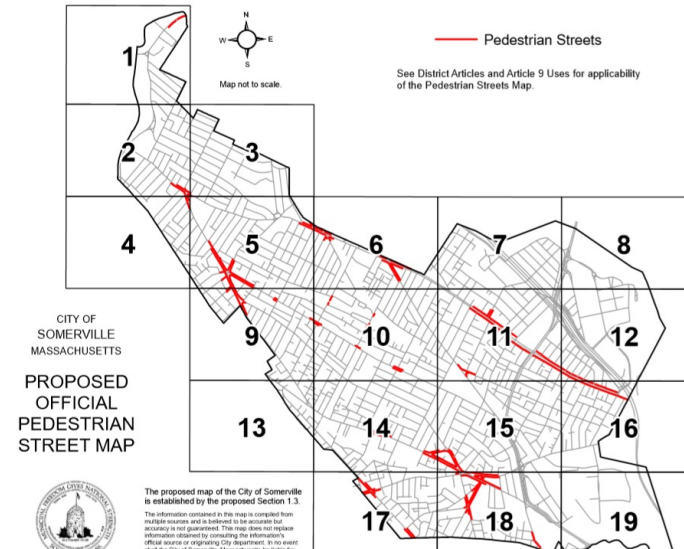 N
W E
S
Map not to scale.
Pedestrian Streets
See District Articles and Article 9 Uses for applicability
of the Pedestrian Streets Map.
1
2
3
4
5
6
7
8
9
10
11
12
13
14
15
16
17
18
19
CITY OF
SOMERVILLE
MASSACHUSETTS
PROPOSED
OFFICIAL
PEDESTRIAN
STREET MAP
The proposed map of the City of Somerville
is established by the proposed Section 1.3.
The information contained in this map is compiled from
multiple sources and is believed to be accurate but
accuracy is not guaranteed. This map does not replace
information obtained by consulting the information's
official source or originating City department. In no event